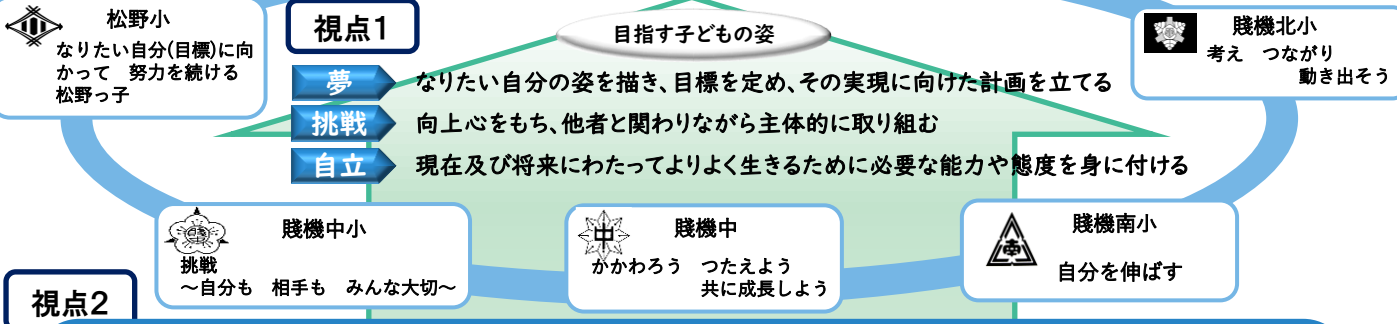 松野小
なりたい自分(目標)に向
かって　努力を続ける
松野っ子
視点1
目指す子どもの姿
賤機北小
考え　つながり
動き出そう
夢　なりたい自分の姿を描き、目標を定め、その実現に向けた計画を立てる
挑戦　向上心をもち、他者と関わりながら主体的に取り組む
自立　現在及び将来にわたってよりよく生きるために必要な能力や態度を身に付ける
賤機中小
挑戦
～自分も　相手も　みんな大切～
中
賤機中
かかわろう　つたえよう
共に成長しよう
南
賤機南小
自分を伸ばす
視点2